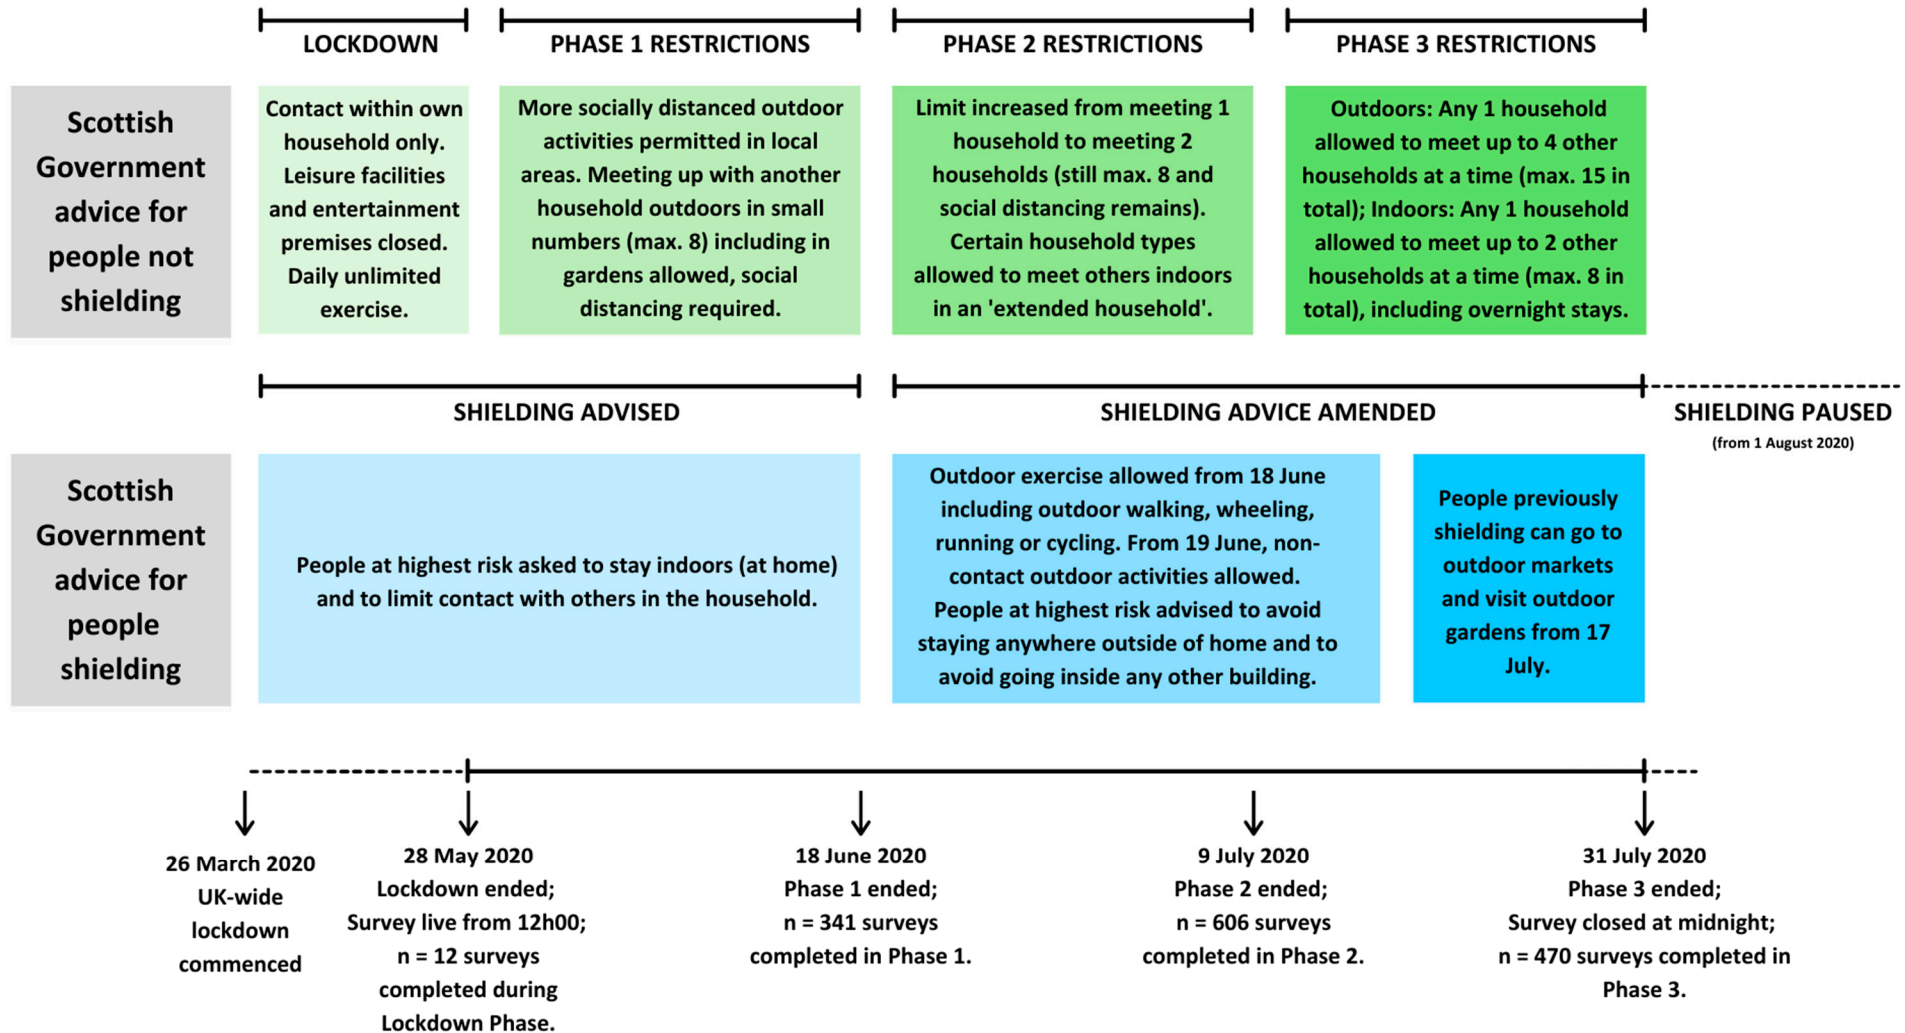 LOCKDOWN
PHASE 1 RESTRICTIONS
PHASE 2 RESTRICTIONS
PHASE 3 RESTRICTIONS
Scottish
Government
advice for
people not
shielding
Contact within own
household only.
Leisure facilities
and entertainment
premises closed.
Daily unlimited
exercise.
More socially distanced outdoor
activities permitted in local
areas. Meeting up with another
household outdoors in small
numbers (max. 8) including in
gardens allowed, social
distancing required.
Limit increased from meeting 1
household to meeting 2
households (still max. 8 and
social distancing remains).
Certain household types
allowed to meet others indoors
in an 'extended household'.
Outdoors: Any 1 household
allowed to meet up to 4 other
households at a time (max. 15 in
total); Indoors: Any 1 household
allowed to meet up to 2 other
households at a time (max. 8 in
total), including overnight stays.
SHIELDING ADVISED
SHIELDING ADVICE AMENDED
SHIELDING PAUSED
(from 1 August 2020)
Scottish
Government
advice for
people
shielding
People at highest risk asked to stay indoors (at home)
and to limit contact with others in the household.
Outdoor exercise allowed from 18 June
including outdoor walking, wheeling,
running or cycling. From 19 June, non-
contact outdoor activities allowed.
People at highest risk advised to avoid
staying anywhere outside of home and to
avoid going inside any other building.
People previously
shielding can go to
outdoor markets
and visit outdoor
gardens from 17
July.
26 March 2020
UK-wide
lockdown
commenced
28 May 2020
Lockdown ended;
Survey live from 12h00;
n = 12 surveys
completed during
Lockdown Phase.
18 June 2020
Phase 1 ended;
n = 341 surveys
completed in Phase 1.
9 July 2020
Phase 2 ended;
n = 606 surveys
completed in Phase 2.
31 July 2020
Phase 3 ended;
Survey closed at midnight;
n = 470 surveys completed in
Phase 3.